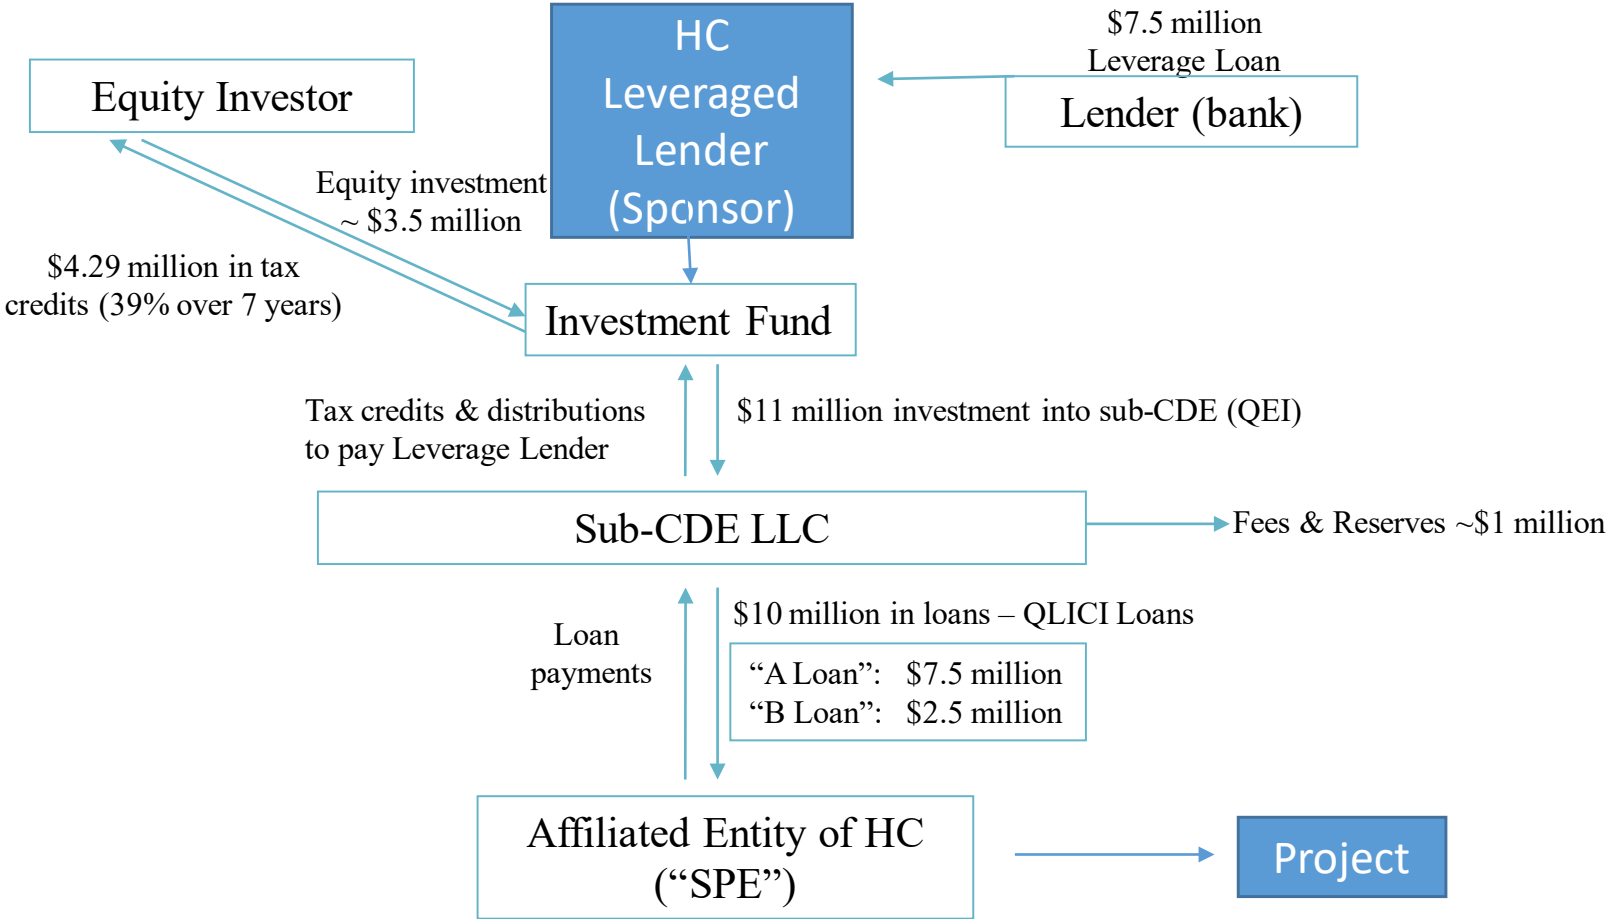 HC
Leveraged
Lender
(Sponsor)
$7.5 million
Leverage Loan
Lender (bank)
Equity Investor
Equity investment
~ $3.5 million
$4.29 million in tax
credits (39% over 7 years)
Investment Fund
Tax credits & distributions
to pay Leverage Lender
$11 million investment into sub-CDE (QEI)
Sub-CDE LLC
Fees & Reserves ~$1 million
Loan
payments
$10 million in loans – QLICI Loans
“A Loan”: $7.5 million
“B Loan”: $2.5 million
Affiliated Entity of HC
(“SPE”)
Project